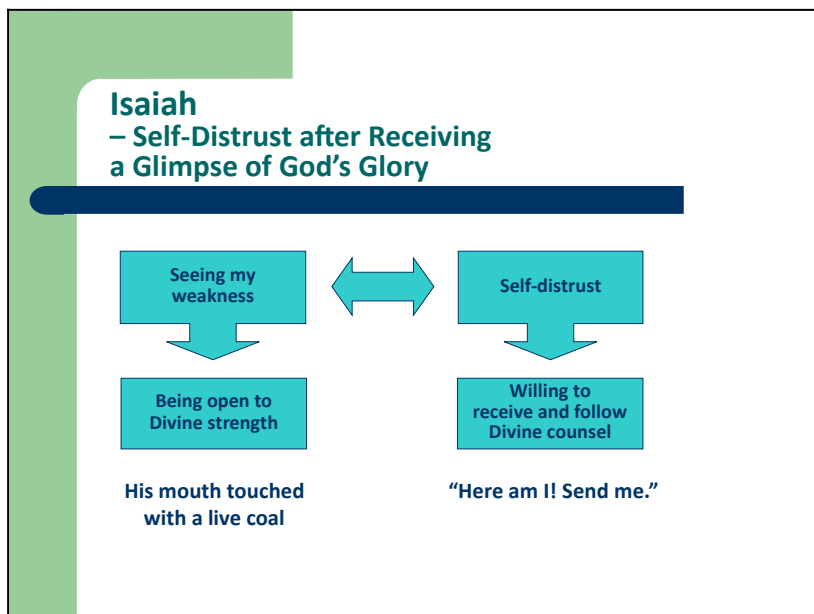 Isaiah
– Self-Distrust after Receiving
a Glimpse of God’s Glory
Seeing my
weakness
Self-distrust
Being open to
Divine strength
Willing to
receive and follow
Divine counsel
His mouth touched
with a live coal
“Here am I! Send me.”